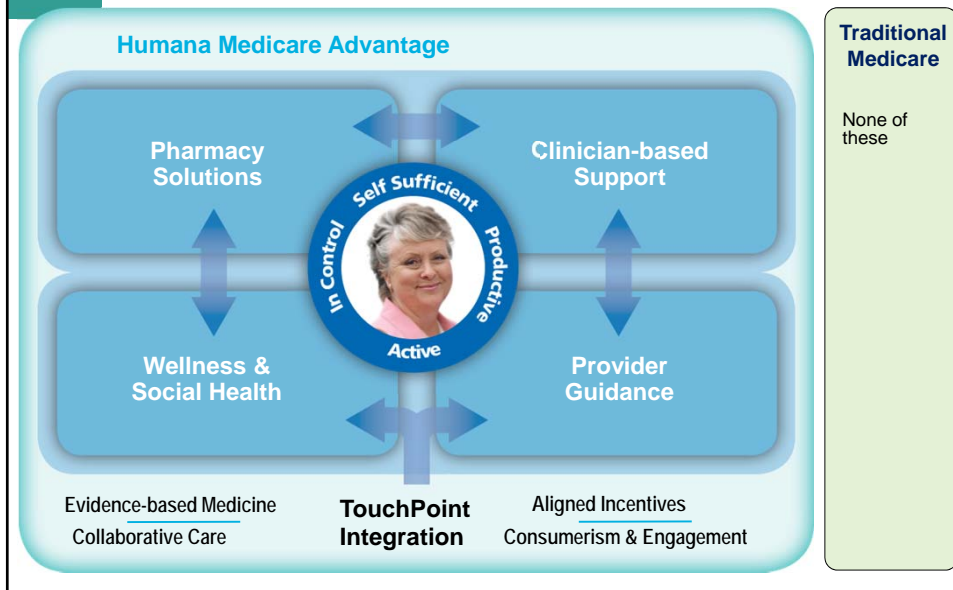 Humana Medicare Advantage
Pharmacy
Solutions
Clinician-based
Support
In Control
Self Sufficient
Productive
Active
Wellness &
Social Health
Provider
Guidance
Evidence-based Medicine
Collaborative Care
TouchPoint
Integration
Aligned Incentives
Consumerism & Engagement
Traditional
Medicare
None of
these